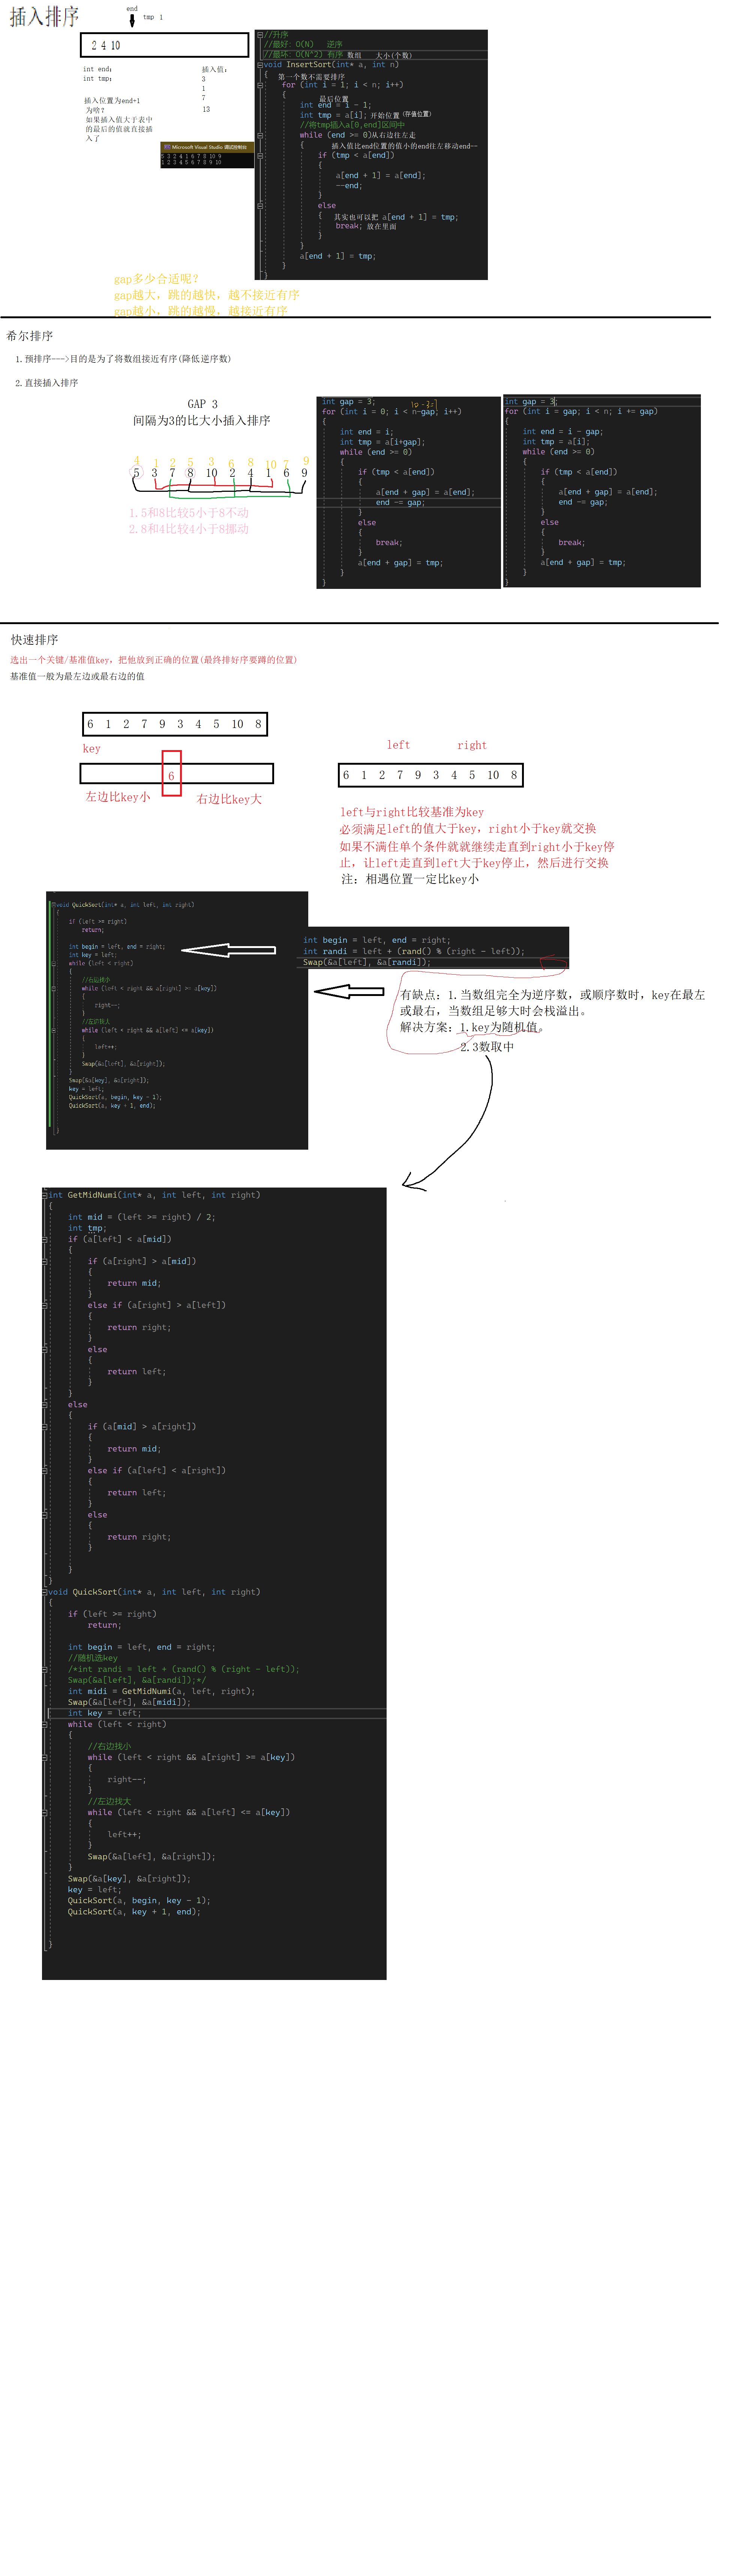 插入排序
end
tmp 1
2 4 10
int end;
int tmp;
插入值:
3
1
7
13
插入位置为end+1
为啥?
如果插入值大于表中
的最后的值就直接插
入了
Microsoft Visual Studio 调试控制台
5 3 2 4 1 6 7 8 10 9
1 2 3 4 5 6 7 8 9 10
//升序
//最好: O(N) 逆序
//最坏: O(N^2) 有序 数组 大小(个数)
void InsertSort(int* a, int n)
{ 第一个数不需要排序
for (int i = 1; i < n; i++)
{
最后位置
int end = i - 1;
int tmp = a[i]; 开始位置(存值位置)
//将tmp插入a[0,end]区间中
while (end >= 0)从右边往左走
{
插入值比end位置的值小的end往左移动end--
if (tmp < a[end])
{
a[end + 1] = a[end];
--end;
}
else
{ 其实也可以把 a[end + 1] = tmp;
break; 放在里面
}
}
a[end + 1] = tmp;
}
}
gap多少合适呢?
gap越大, 跳的越快, 越不接近有序
gap越小, 跳的越慢, 越接近有序
希尔排序
1.预排序--->目的是为了将数组接近有序(降低逆序数)
2.直接插入排序
GAP 3
间隔为3的比大小插入排序
4 1 2 5 3 6 8 10 7 9
5 3 7 8 10 2 4 1 6 9
1.5和8比较5小于8不动
2.8和4比较4小于8挪动
int gap = 3;
for (int i = 0; i < n-gap; i++)
{
int end = i;
int tmp = a[i+gap];
while (end >= 0)
{
if (tmp < a[end])
{
a[end + gap] = a[end];
end -= gap;
}
else
{
break;
}
a[end + gap] = tmp;
}
}
int gap = 3;
for (int i = gap; i < n; i += gap)
{
int end = i - gap;
int tmp = a[i];
while (end >= 0)
{
if (tmp < a[end])
{
a[end + gap] = a[end];
end -= gap;
}
else
{
break;
}
a[end + gap] = tmp;
}
}
快速排序
选出一个关键/基准值key, 把他放到正确的位置(最终排好序要蹲的位置)
基准值一般为最左边或最右边的值
6 1 2 7 9 3 4 5 10 8
key
6
左边比key小
右边比key大
left right
6 1 2 7 9 3 4 5 10 8
left与right比较基准为key
必须满足left的值大于key, right小于key就交换
如果不满住单个条件就就继续走直到right小于key停
止, 让left走直到left大于key停止, 然后进行交换
注: 相遇位置一定比key小
void QuickSort(int* a, int left, int right)
{
if (left >= right)
return;
int begin = left, end = right;
int key = left;
while (left < right)
{
//右边找小
while (left < right && a[right] >= a[key])
{
right--;
}
//左边找大
while (left < right && a[left] <= a[key])
{
left++;
}
Swap(&a[left], &a[right]);
}
Swap(&a[key], &a[right]);
key = left;
QuickSort(a, begin, key - 1);
QuickSort(a, key + 1, end);
}
int begin = left, end = right;
int randi = left + (rand() % (right - left));
Swap(&a[left], &a[randi]);
有缺点: 1.当数组完全为逆序数, 或顺序数时, key在最左
或最右, 当数组足够大时会栈溢出。
解决方案: 1.key为随机值。
2.3数取中
int GetMidNumi(int* a, int left, int right)
{
int mid = (left >= right) / 2;
int tmp;
if (a[left] < a[mid])
{
if (a[right] > a[mid])
{
return mid;
}
else if (a[right] > a[left])
{
return right;
}
else
{
return left;
}
}
else
{
if (a[mid] > a[right])
{
return mid;
}
else if (a[left] < a[right])
{
return left;
}
else
{
return right;
}
}
}
void QuickSort(int* a, int left, int right)
{
if (left >= right)
return;
int begin = left, end = right;
//随机选key
/*int randi = left + (rand() % (right - left));
Swap(&a[left], &a[randi]);*/
int midi = GetMidNumi(a, left, right);
Swap(&a[left], &a[midi]);
int key = left;
while (left < right)
{
//右边找小
while (left < right && a[right] >= a[key])
{
right--;
}
//左边找大
while (left < right && a[left] <= a[key])
{
left++;
}
Swap(&a[left], &a[right]);
}
Swap(&a[key], &a[right]);
key = left;
QuickSort(a, begin, key - 1);
QuickSort(a, key + 1, end);
}